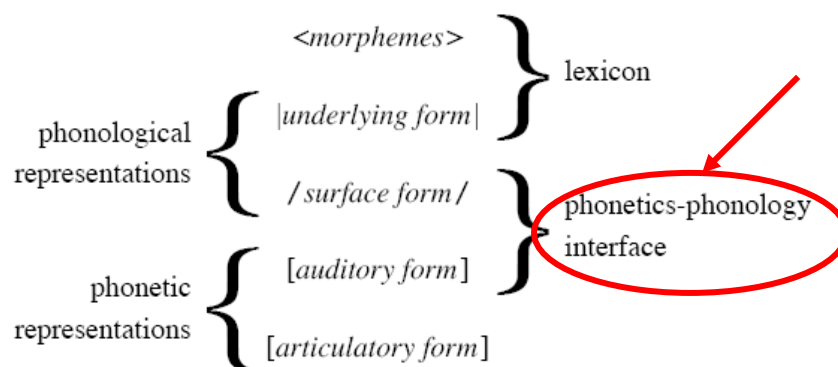 <morphemes>
lexicon
|underlying form|
phonological
representations
/ surface form /
phonetics-phonology
interface
[auditory form]
phonetic
representations
[articulatory form]